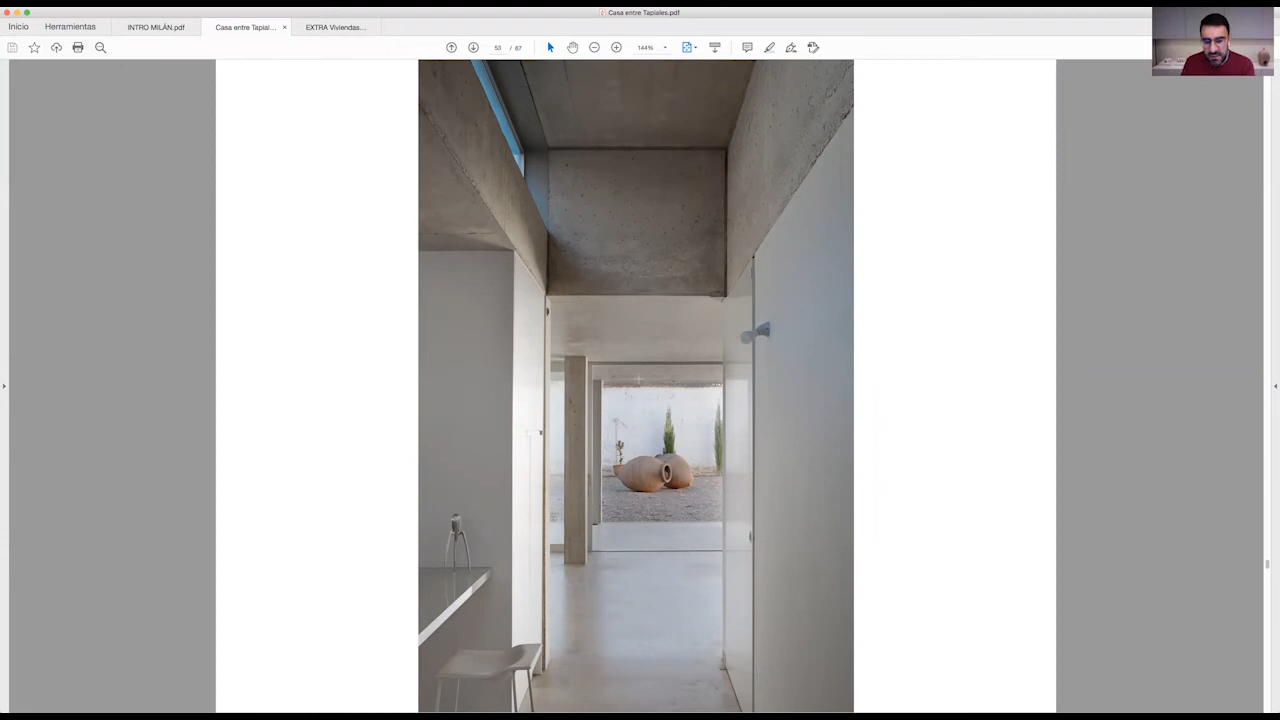 Casa entre Tapiales.pdf
Inicio Herramientas INTRO MILÁN.pdf Casa entre Tapial... × EXTRA Viviendas...
53 / 67 144%